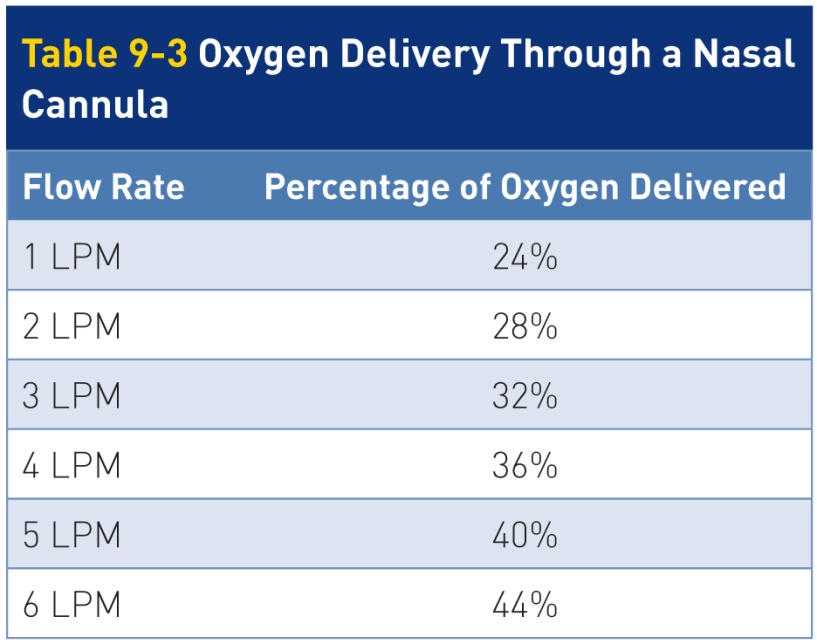 Table 9-3 Oxygen Delivery Through a Nasal
Cannula
Flow Rate Percentage of Oxygen Delivered
1 LPM 24%
2 LPM 28%
3 LPM 32%
4 LPM 36%
5 LPM 40%
6 LPM 44%